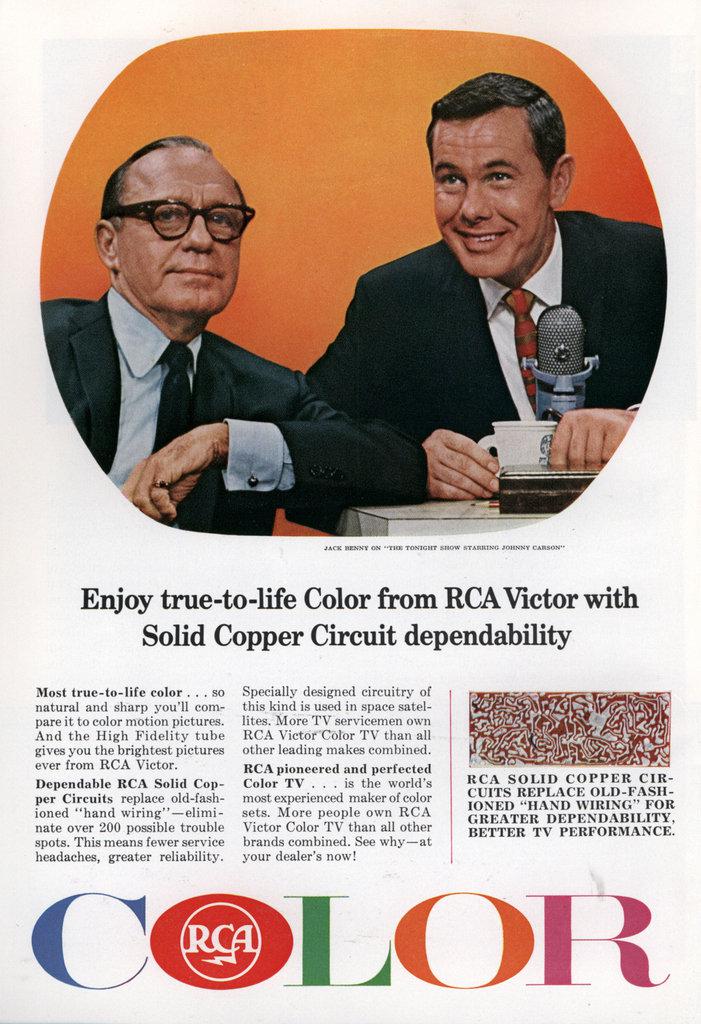 JACK BENNY ON "THE TONIGHT SHOW STARRING JOHNNY CARSON"
Enjoy true-to-life Color from RCA Victor with
Solid Copper Circuit dependability
Most true-to-life color . . . so
natural and sharp you'll com-
pare it to color motion pictures.
And the High Fidelity tube
gives you the brightest pictures
ever from RCA Victor.
Dependable RCA Solid Cop-
per Circuits replace old-fash-
ioned "hand wiring"—elimi-
nate over 200 possible trouble
spots. This means fewer service
headaches, greater reliability.
Specially designed circuitry of
this kind is used in space satel-
lites. More TV servicemen own
RCA Victor Color TV than all
other leading makes combined.
RCA pioneered and perfected
Color TV . . . is the world's
most experienced maker of color
sets. More people own RCA
Victor Color TV than all other
brands combined. See why—at
your dealer's now!
RCA SOLID COPPER CIR-
CUITS REPLACE OLD-FASH-
IONED "HAND WIRING" FOR
GREATER DEPENDABILITY,
BETTER TV PERFORMANCE.
COLOR
RCA